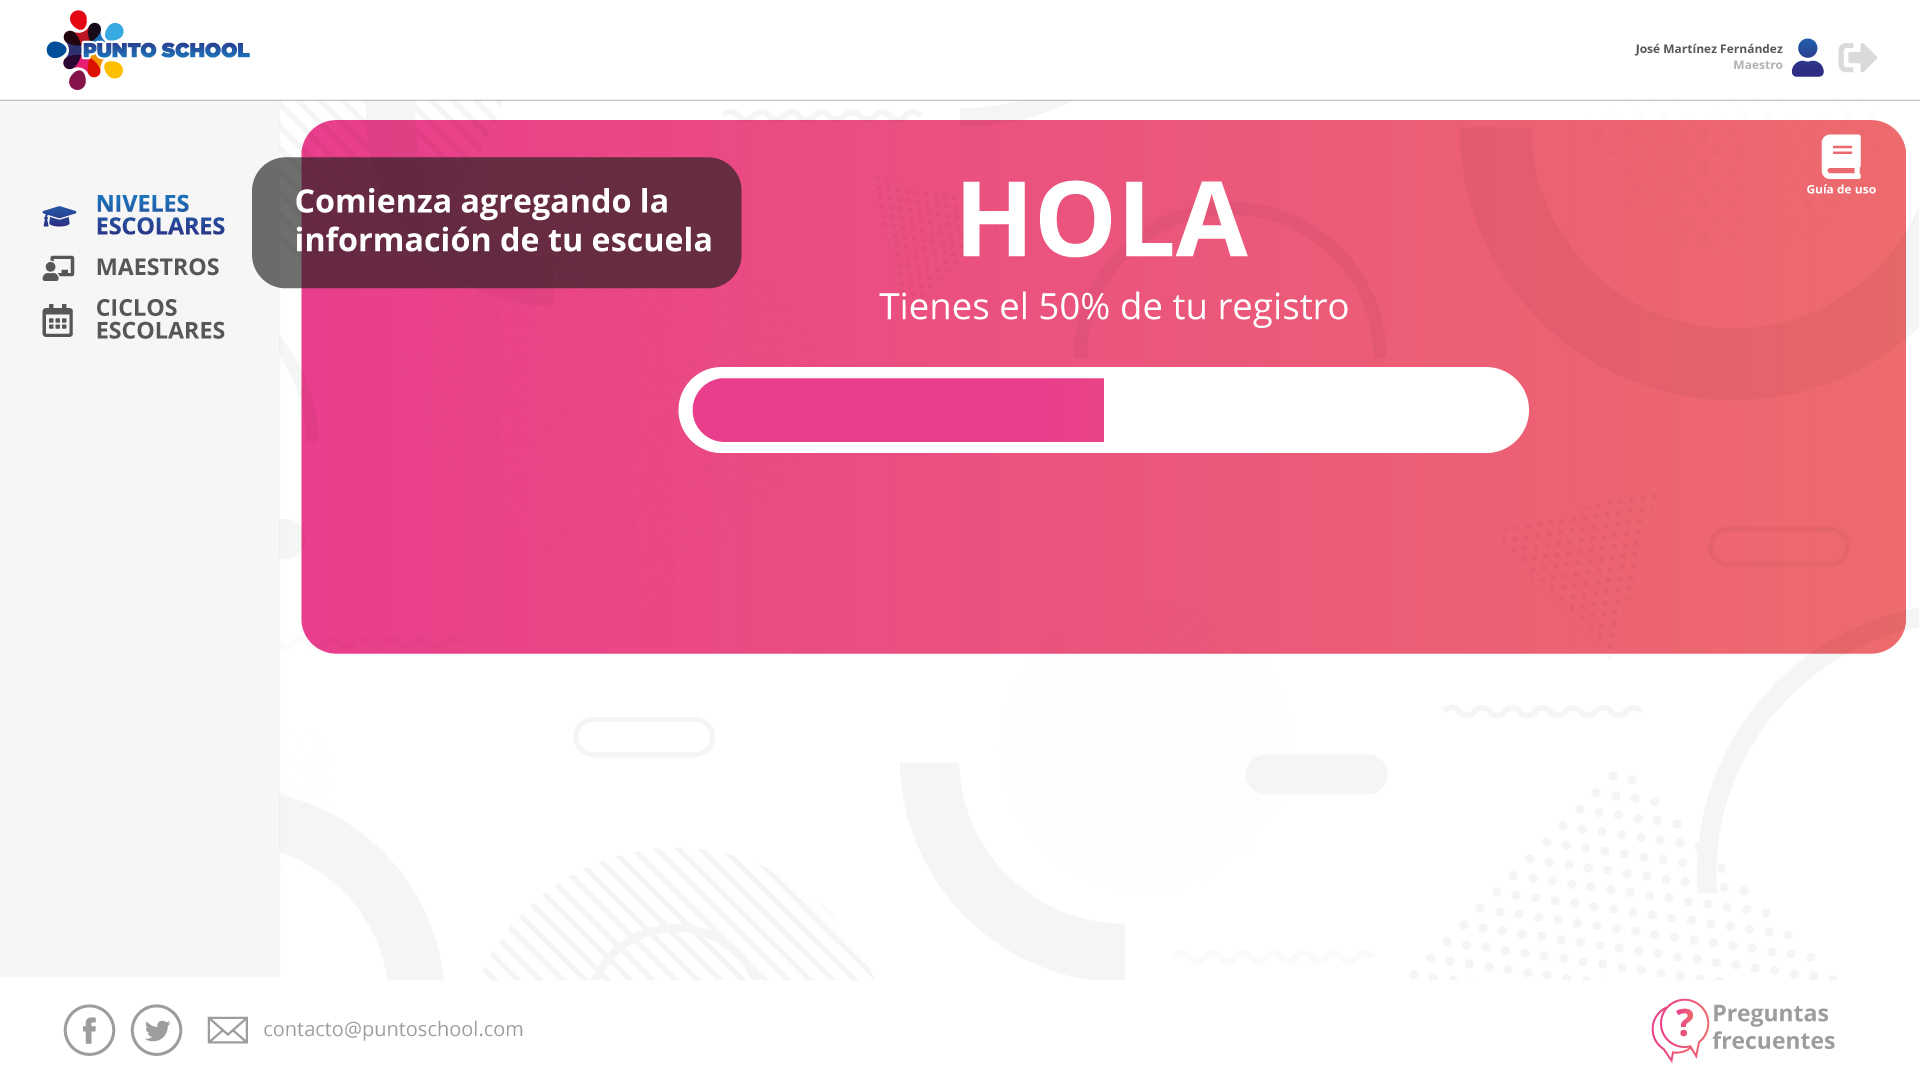 PUNTO SCHOOL
José Martínez Fernández
Maestro
NIVELES
ESCOLARES
MAESTROS
CICLOS
ESCOLARES
Comienza agregando la
información de tu escuela
HOLA
Tienes el 50% de tu registro
Guía de uso
contacto@puntoschool.com
?
Preguntas
frecuentes